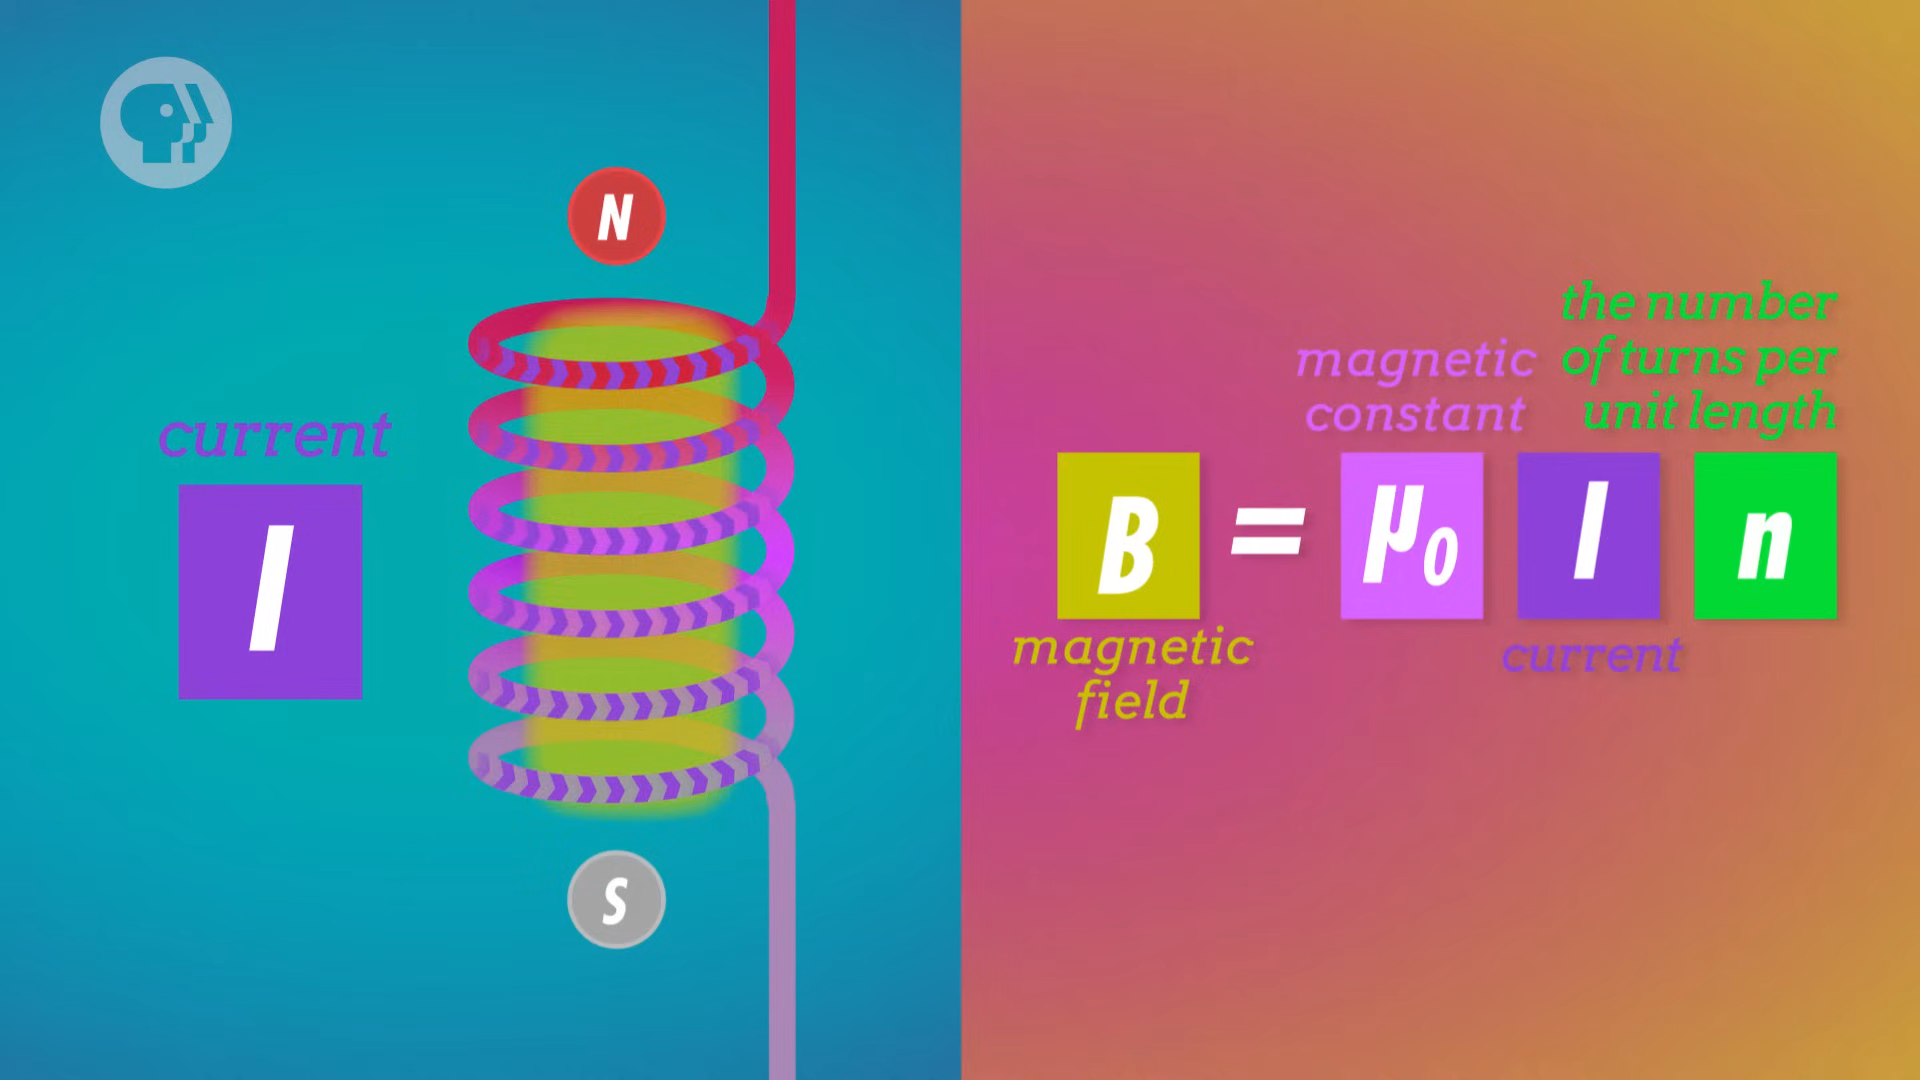 N
current
I
S
the number
of turns per
unit length
magnetic
constant
B = μ₀ I n
magnetic
field
current